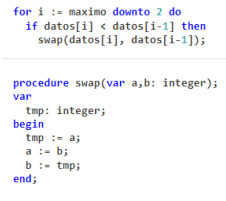 for i := maximo downto 2 do
  if datos[i] < datos[i-1] then
    swap(datos[i], datos[i-1]);
procedure swap(var a,b: integer);
var
  tmp: integer;
begin
  tmp := a;
  a := b;
  b := tmp;
end;